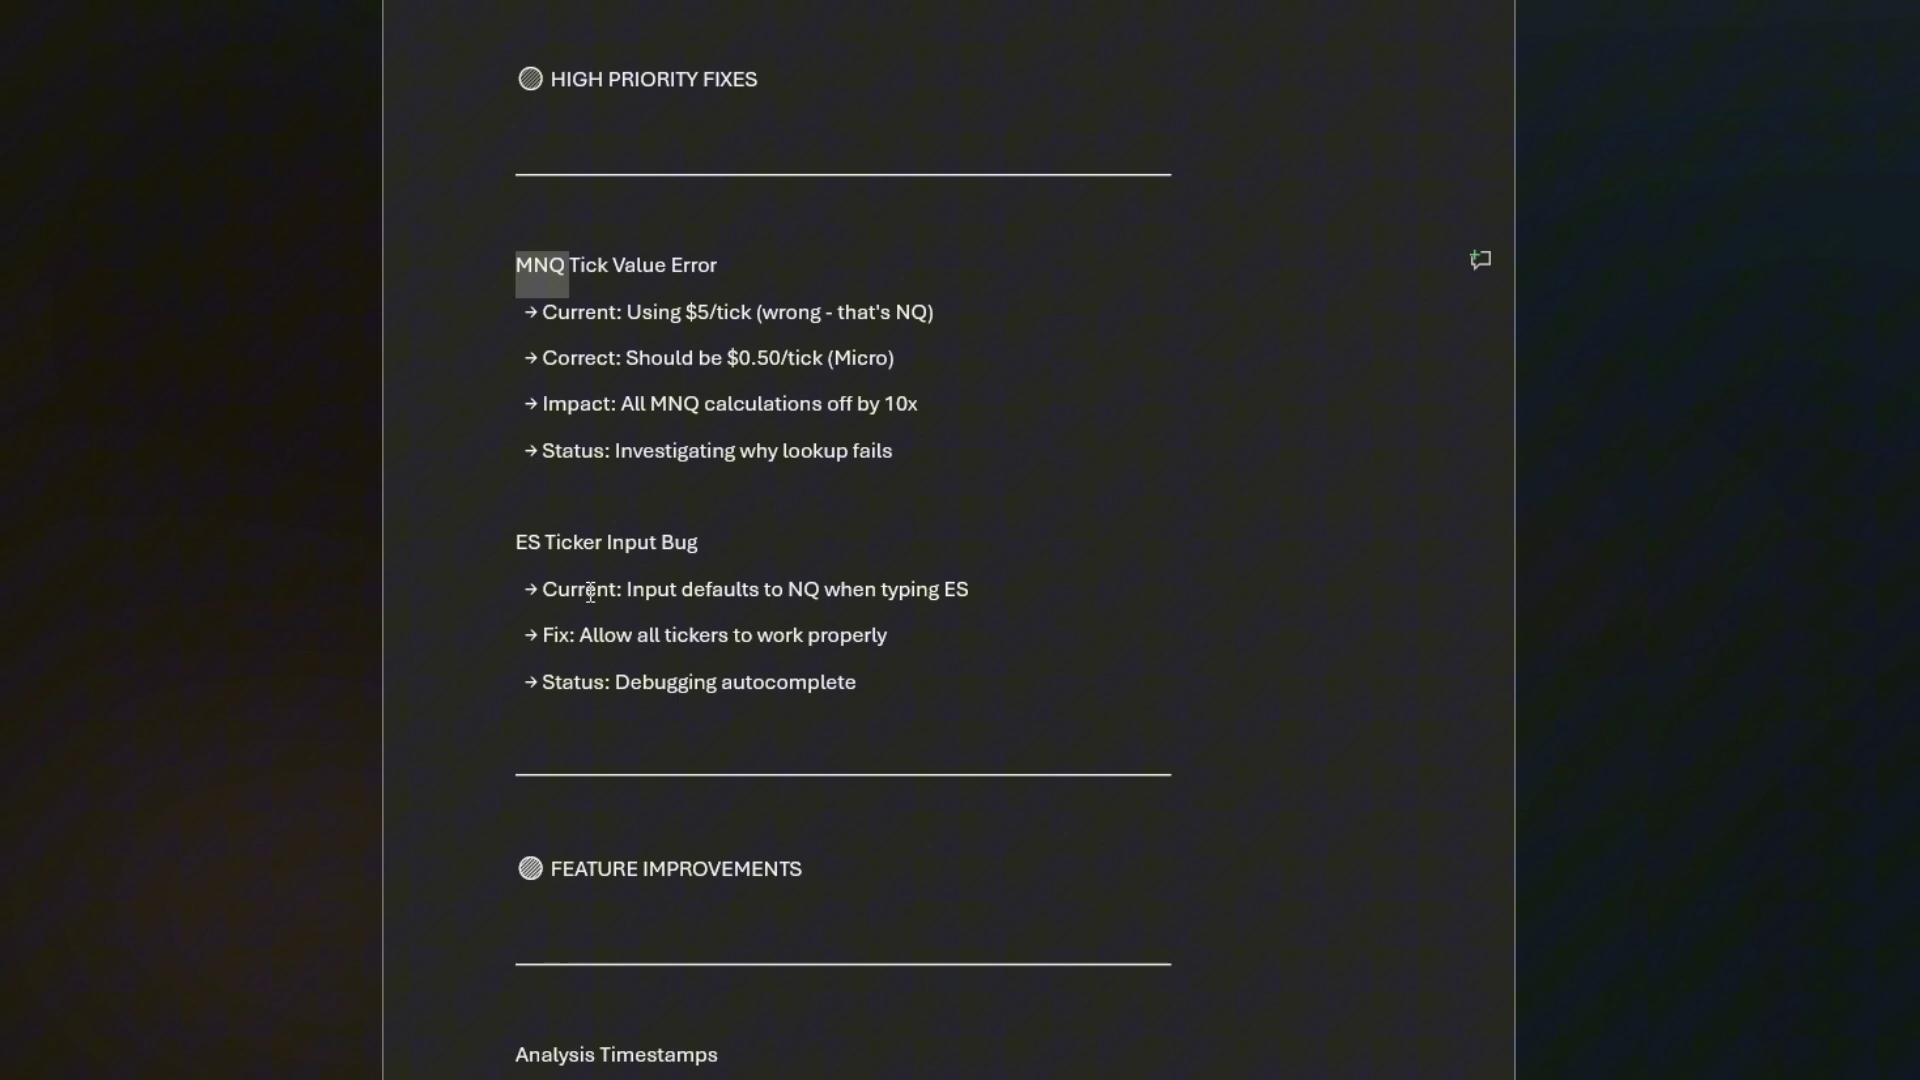 HIGH PRIORITY FIXES
MNQ Tick Value Error
→ Current: Using $5/tick (wrong - that's NQ)
→ Correct: Should be $0.50/tick (Micro)
→ Impact: All MNQ calculations off by 10x
→ Status: Investigating why lookup fails
ES Ticker Input Bug
→ Current: Input defaults to NQ when typing ES
→ Fix: Allow all tickers to work properly
→ Status: Debugging autocomplete
FEATURE IMPROVEMENTS
Analysis Timestamps